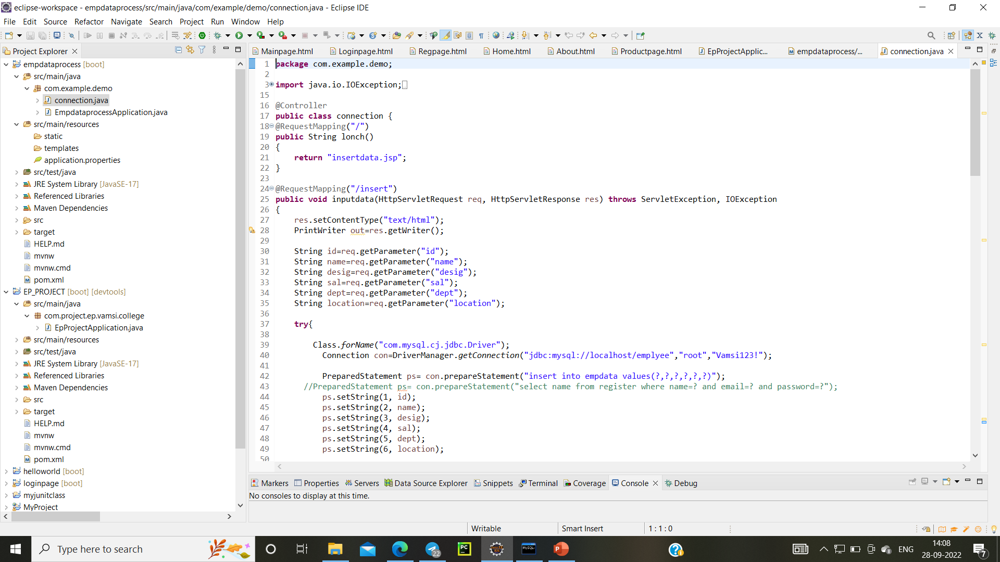 eclipse-workspace - empdataprocess/src/main/java/com/example/demo/connection.java - Eclipse IDE
File Edit Source Refactor Navigate Search Project Run Window Help
Project Explorer
empdataprocess [boot]
src/main/java
com.example.demo
connection.java
EmpdataprocessApplication.java
src/main/resources
static
templates
application.properties
src/test/java
JRE System Library [JavaSE-17]
Referenced Libraries
Maven Dependencies
src
target
HELP.md
mvnw
mvnw.cmd
pom.xml
EP_PROJECT [boot] [devtools]
src/main/java
com.project.ep.vamsi.college
EpProjectApplication.java
src/main/resources
src/test/java
JRE System Library [JavaSE-17]
Referenced Libraries
Maven Dependencies
src
target
HELP.md
mvnw
mvnw.cmd
pom.xml
helloworld [boot]
loginpage [boot]
myjunitclass
MyProject
Mainpage.html Loginpage.html Regpage.html Home.html About.html Productpage.html EpProjectApplic... empdataprocess/... connection.java
1 package com.example.demo;
2
3 import java.io.IOException;
15
16 @Controller
17 public class connection {
18 @RequestMapping("/")
19 public String lonch()
20 {
21 return "insertdata.jsp";
22 }
23
24 @RequestMapping("/insert")
25 public void inputdata(HttpServletRequest req, HttpServletResponse res) throws ServletException, IOException
26 {
27 res.setContentType("text/html");
28 PrintWriter out=res.getWriter();
29
30 String id=req.getParameter("id");
31 String name=req.getParameter("name");
32 String desig=req.getParameter("desig");
33 String sal=req.getParameter("sal");
34 String dept=req.getParameter("dept");
35 String location=req.getParameter("location");
36
37 try{
38
39 Class.forName("com.mysql.cj.jdbc.Driver");
40 Connection con=DriverManager.getConnection("jdbc:mysql://localhost/emplyee","root","Vamsi123!");
41
42 PreparedStatement ps= con.prepareStatement("insert into empdata values(?,?,?,?,?,?)");
43 //PreparedStatement ps= con.prepareStatement("select name from register where name=? and email=? and password=?");
44 ps.setString(1, id);
45 ps.setString(2, name);
46 ps.setString(3, desig);
47 ps.setString(4, sal);
48 ps.setString(5, dept);
49 ps.setString(6, location);
50
Markers Properties Servers Data Source Explorer Snippets Terminal Coverage Console Debug
No consoles to display at this time.
Writable Smart Insert 1 : 1 : 0
Type here to search
22
PC
MySQL
P
ENG
14:08
28-09-2022
7